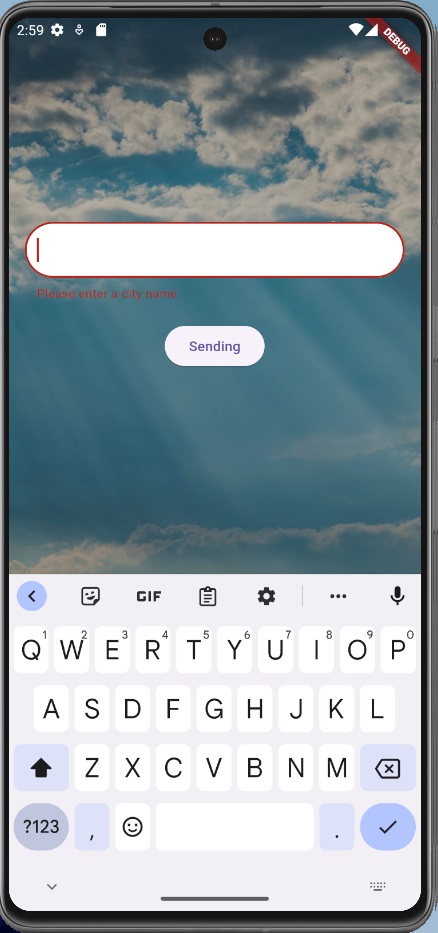 2:59
DEBUG
Please enter a city name
Sending
GIF
Q1 W2 E3 R4 T5 Y6 U7 I8 O9 P0
A S D F G H J K L
Z X C V B N M
?123 , .